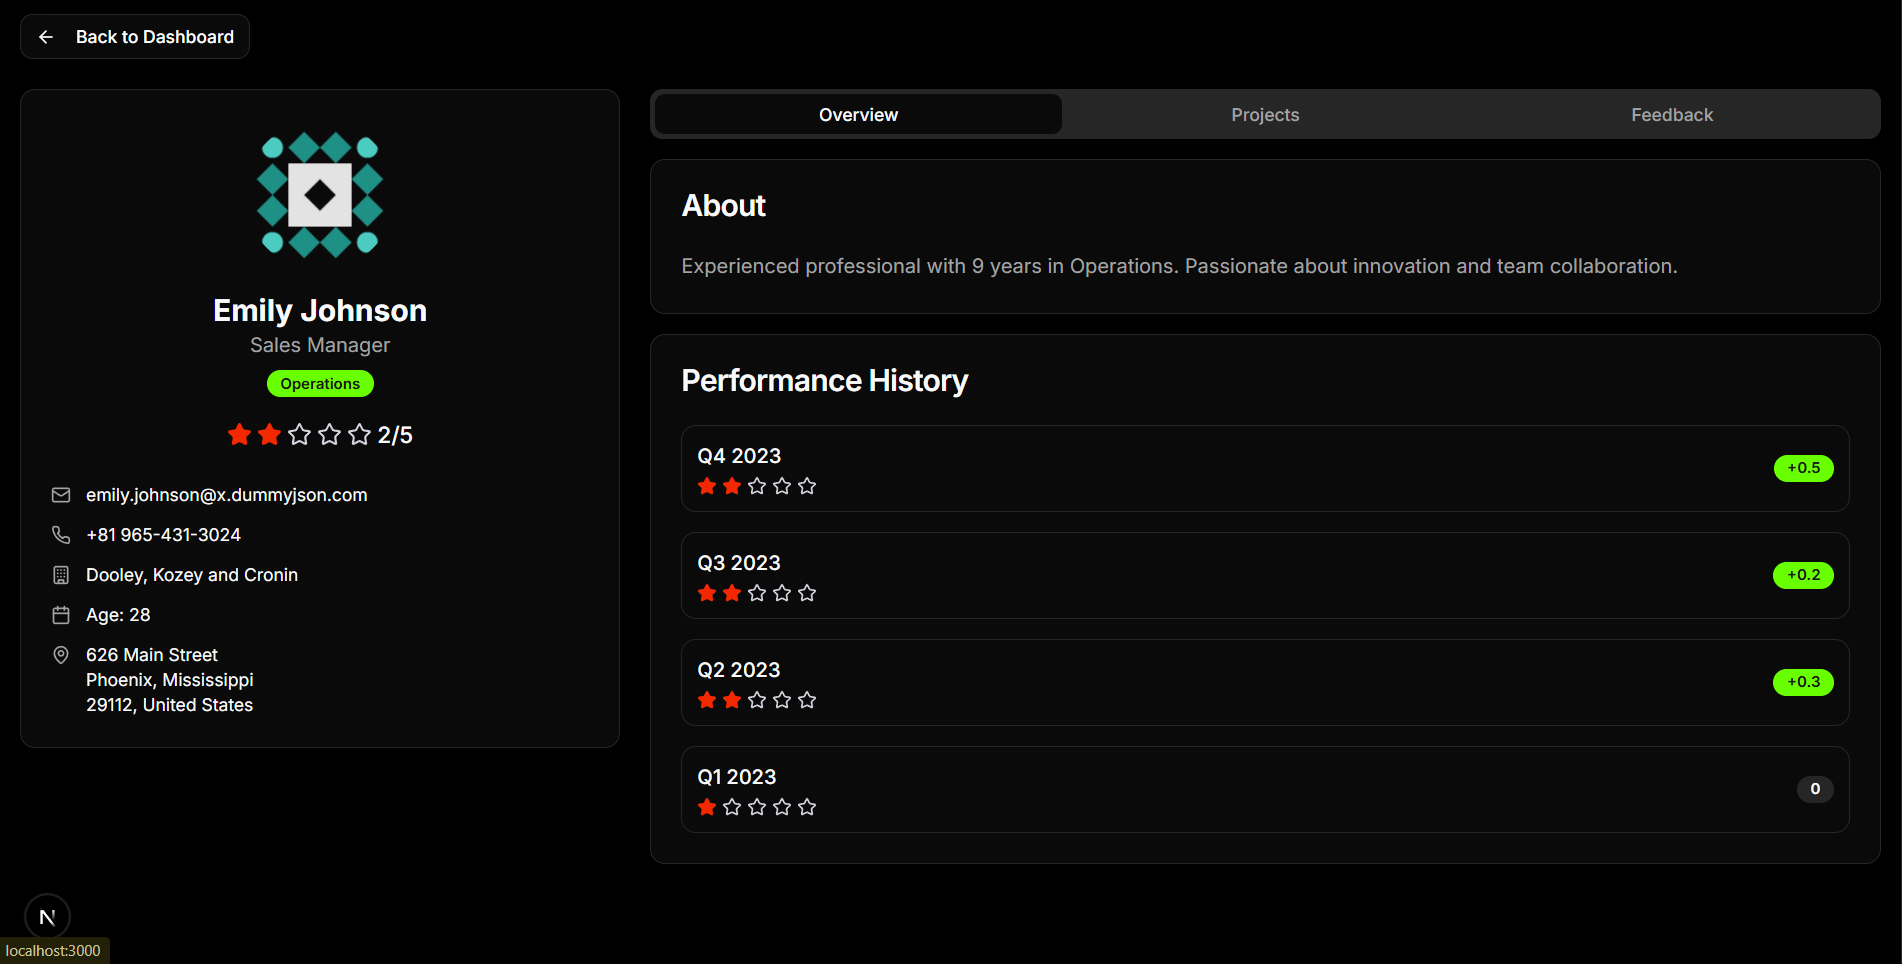 Back to Dashboard
Emily Johnson
Sales Manager
Operations
2/5
emily.johnson@x.dummyjson.com
+81 965-431-3024
Dooley, Kozey and Cronin
Age: 28
626 Main Street
Phoenix, Mississippi
29112, United States
Overview
Projects
Feedback
About
Experienced professional with 9 years in Operations. Passionate about innovation and team collaboration.
Performance History
Q4 2023
+0.5
Q3 2023
+0.2
Q2 2023
+0.3
Q1 2023
0
N
localhost:3000